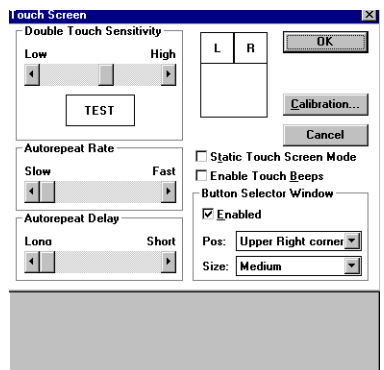 Touch Screen
Double Touch Sensitivity
Low High
TEST
L R
OK
Calibration...
Cancel
Autorepeat Rate
Slow Fast
Static Touch Screen Mode
Enable Touch Beeps
Button Selector Window
Enabled
Pos: Upper Right corner
Size: Medium
Autorepeat Delay
Long Short